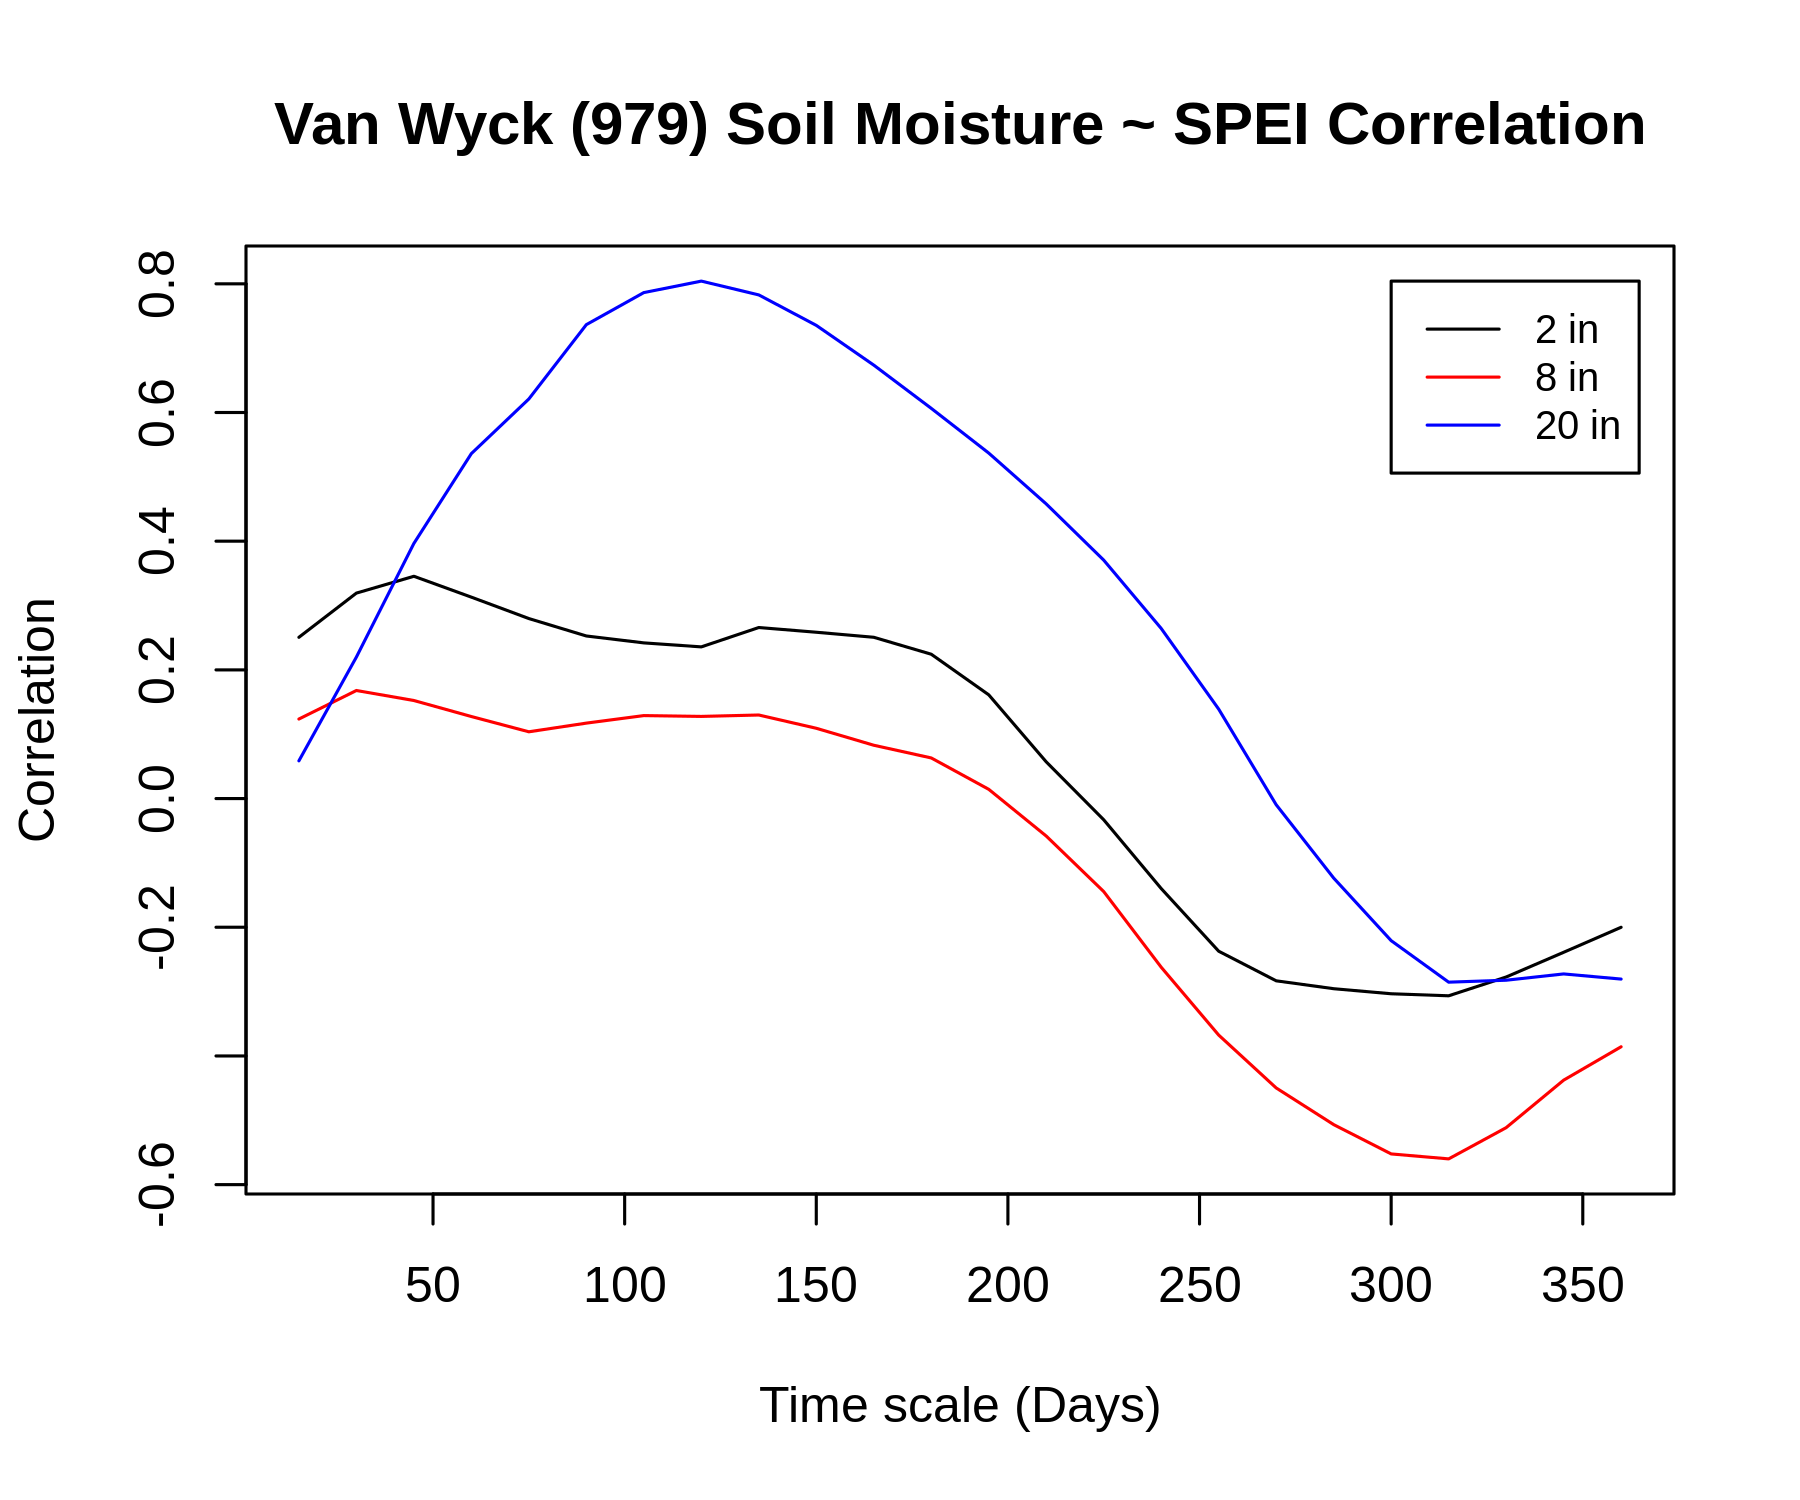 Van Wyck (979) Soil Moisture ~ SPEI Correlation
0.8
0.6
0.4
0.2
0.0
-0.2
-0.6
Correlation
2 in
8 in
20 in
50 100 150 200 250 300 350
Time scale (Days)